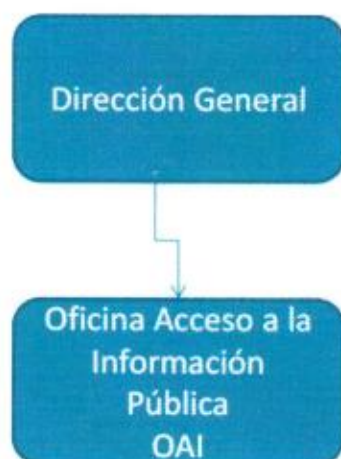 Dirección General
Oficina Acceso a la
Información
Pública
OAI